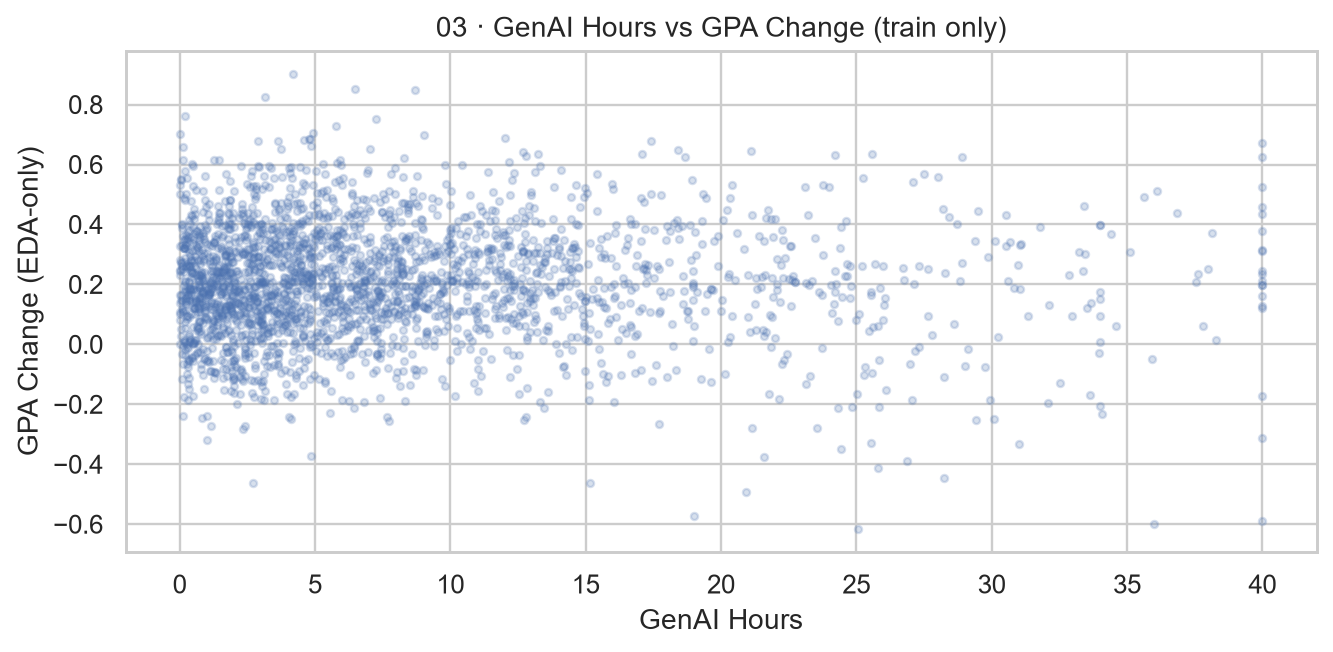 03 · GenAI Hours vs GPA Change (train only)
GPA Change (EDA-only)
0.8
0.6
0.4
0.2
0.0
−0.2
−0.4
−0.6
0 5 10 15 20 25 30 35 40
GenAI Hours